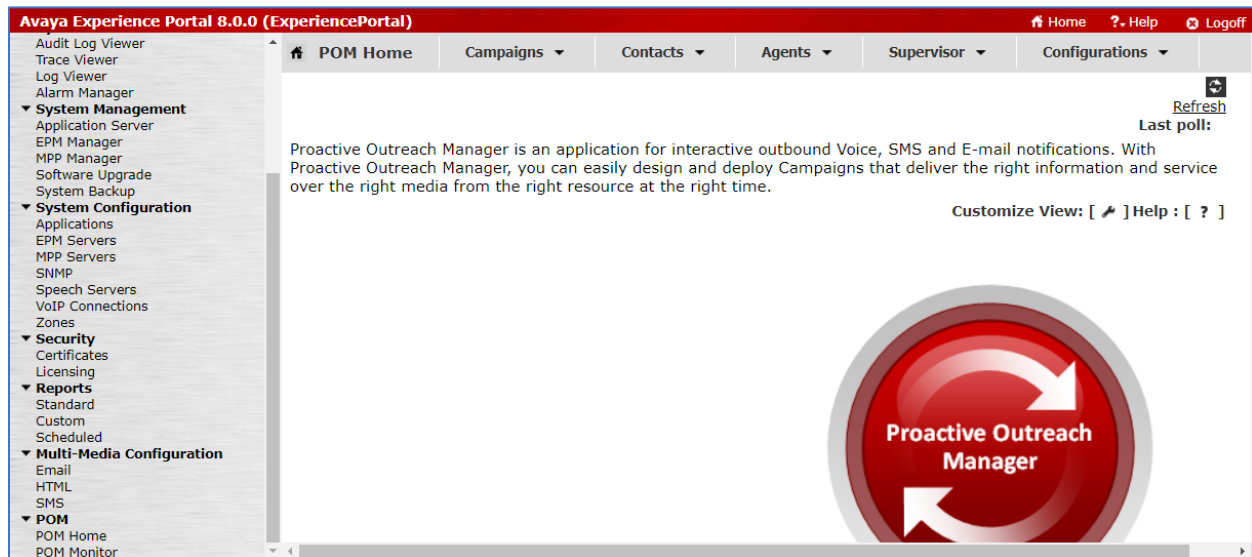 Avaya Experience Portal 8.0.0 (ExperiencePortal)
Home ? Help Logoff
Audit Log Viewer
Trace Viewer
Log Viewer
Alarm Manager
System Management
Application Server
EPM Manager
MPP Manager
Software Upgrade
System Backup
System Configuration
Applications
EPM Servers
MPP Servers
SNMP
Speech Servers
VoIP Connections
Zones
Security
Certificates
Licensing
Reports
Standard
Custom
Scheduled
Multi-Media Configuration
Email
HTML
SMS
POM
POM Home
POM Monitor
POM Home Campaigns Contacts Agents Supervisor Configurations
Refresh
Last poll:
Proactive Outreach Manager is an application for interactive outbound Voice, SMS and E-mail notifications. With
Proactive Outreach Manager, you can easily design and deploy Campaigns that deliver the right information and service
over the right media from the right resource at the right time.
Customize View: [ ] Help : [ ? ]
Proactive Outreach
Manager